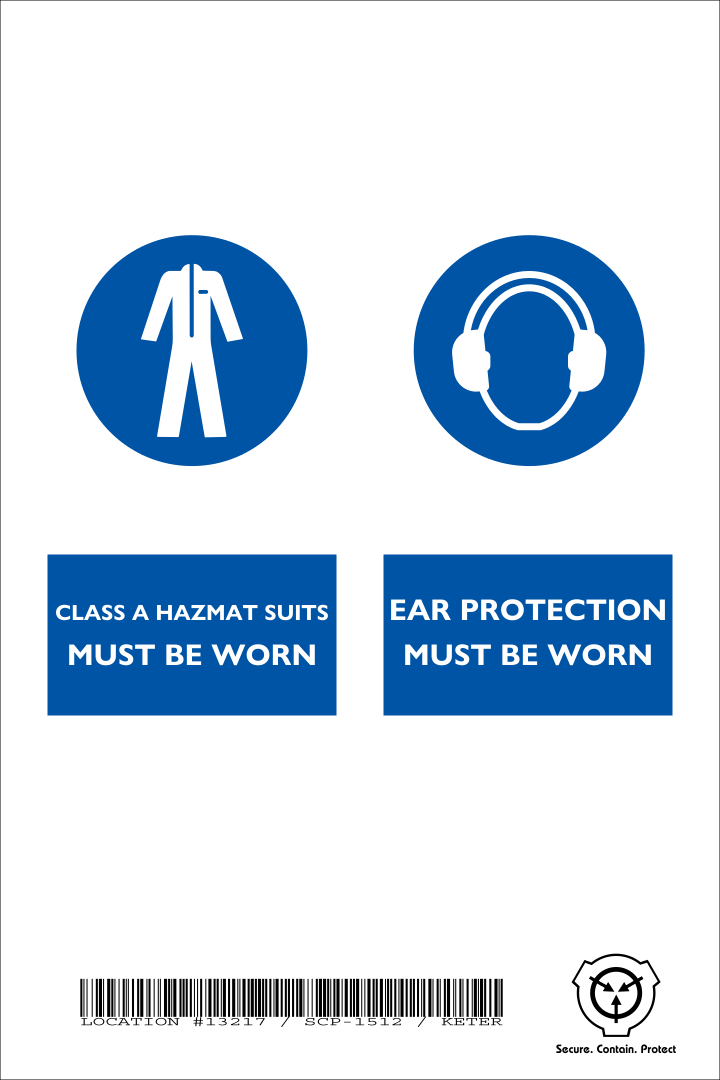 CLASS A HAZMAT SUITS
MUST BE WORN
EAR PROTECTION
MUST BE WORN
LOCATION #13217 / SCP-1512 / KETER
Secure. Contain. Protect